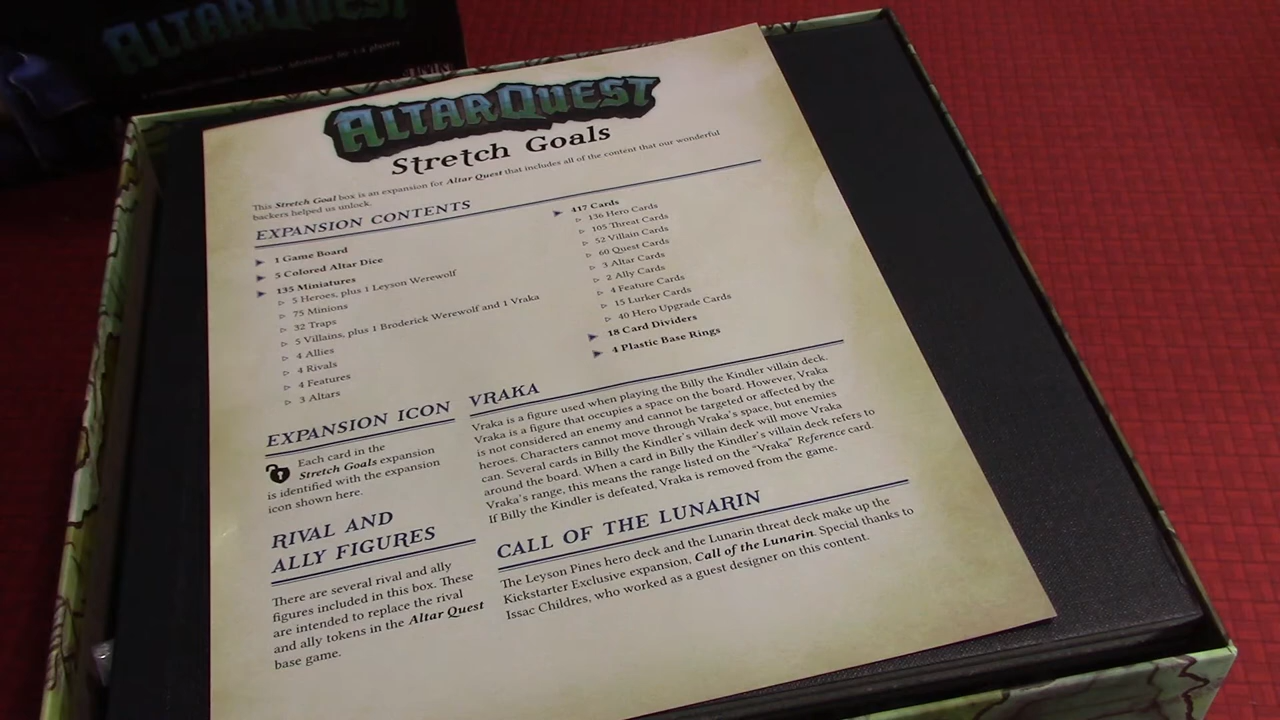 ALTARQUEST
ALTARQUEST
Stretch Goals
This Stretch Goal box is an expansion for Altar Quest that includes all of the content that our wonderful
backers helped us unlock.
EXPANSION CONTENTS
1 Game Board
5 Colored Altar Dice
135 Miniatures
5 Heroes, plus 1 Leyson Werewolf
75 Minions
32 Traps
5 Villains, plus 1 Broderick Werewolf and 1 Vraka
4 Allies
4 Rivals
4 Features
3 Altars
417 Cards
136 Hero Cards
105 Threat Cards
52 Villain Cards
60 Quest Cards
3 Altar Cards
2 Ally Cards
4 Feature Cards
15 Lurker Cards
40 Hero Upgrade Cards
18 Card Dividers
4 Plastic Base Rings
EXPANSION ICON
Each card in the
Stretch Goals expansion
is identified with the expansion
icon shown here.
RIVAL AND
ALLY FIGURES
There are several rival and ally
figures included in this box. These
are intended to replace the rival
and ally tokens in the Altar Quest
base game.
VRAKA
Vraka is a figure used when playing the Billy the Kindler villain deck.
Vraka is a figure that occupies a space on the board. However, Vraka
is not considered an enemy and cannot be targeted or affected by the
heroes. Characters cannot move through Vraka's space, but enemies
can. Several cards in Billy the Kindler's villain deck will move Vraka
around the board. When a card in Billy the Kindler's villain deck refers to
Vraka's range, this means the range listed on the "Vraka" Reference card.
If Billy the Kindler is defeated, Vraka is removed from the game.
CALL OF THE LUNARIN
The Leyson Pines hero deck and the Lunarin threat deck make up the
Kickstarter Exclusive expansion, Call of the Lunarin. Special thanks to
Issac Childres, who worked as a guest designer on this content.